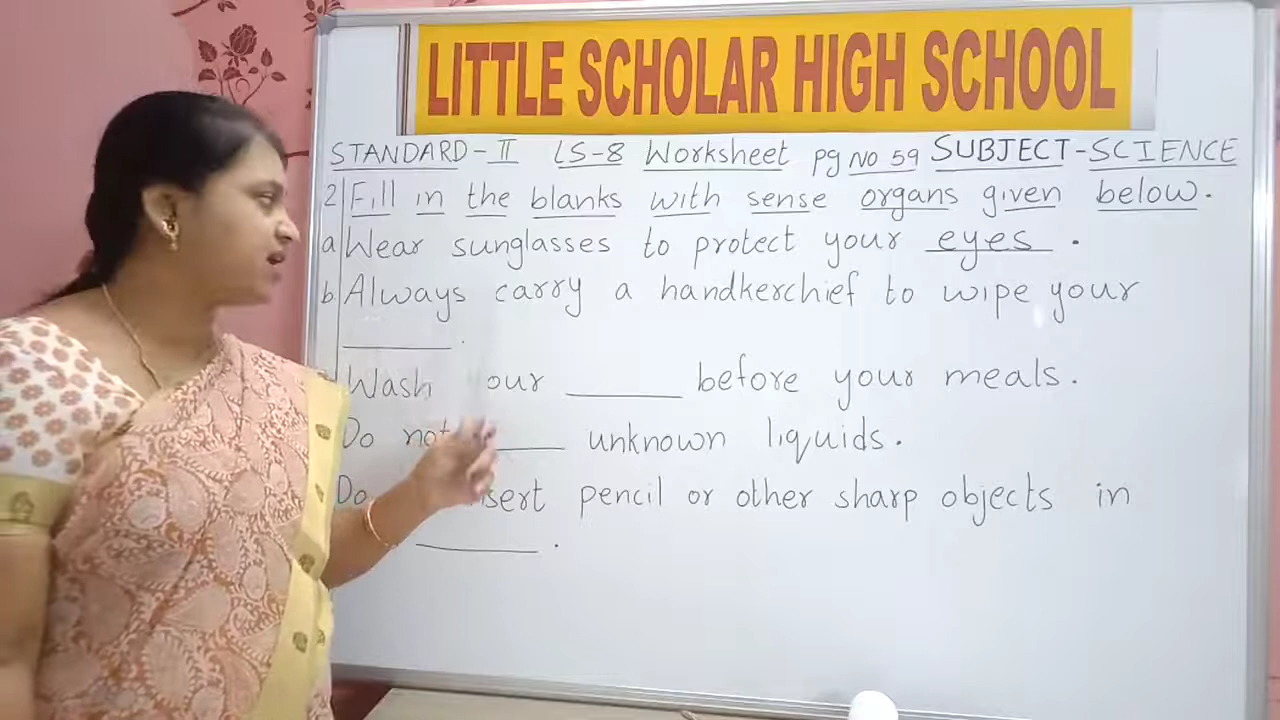 LITTLE SCHOLAR HIGH SCHOOL
STANDARD-II LS-8 Worksheet pg NO 59 SUBJECT-SCIENCE
2 Fill in the blanks with sense organs given below.
a Wear sunglasses to protect your eyes.
b Always carry a handkerchief to wipe your
______.
Wash our ______ before your meals.
Do not ______ unknown liquids.
Do sert pencil or other sharp objects in
______.